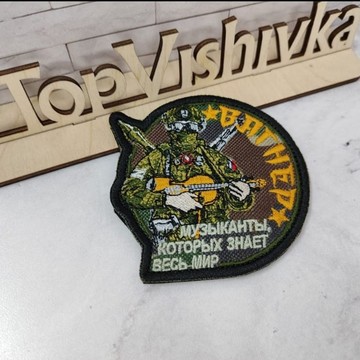 TopVishivka
ВАГНЕР
МУЗЫКАНТЫ,
КОТОРЫХ ЗНАЕТ
ВЕСЬ МИР